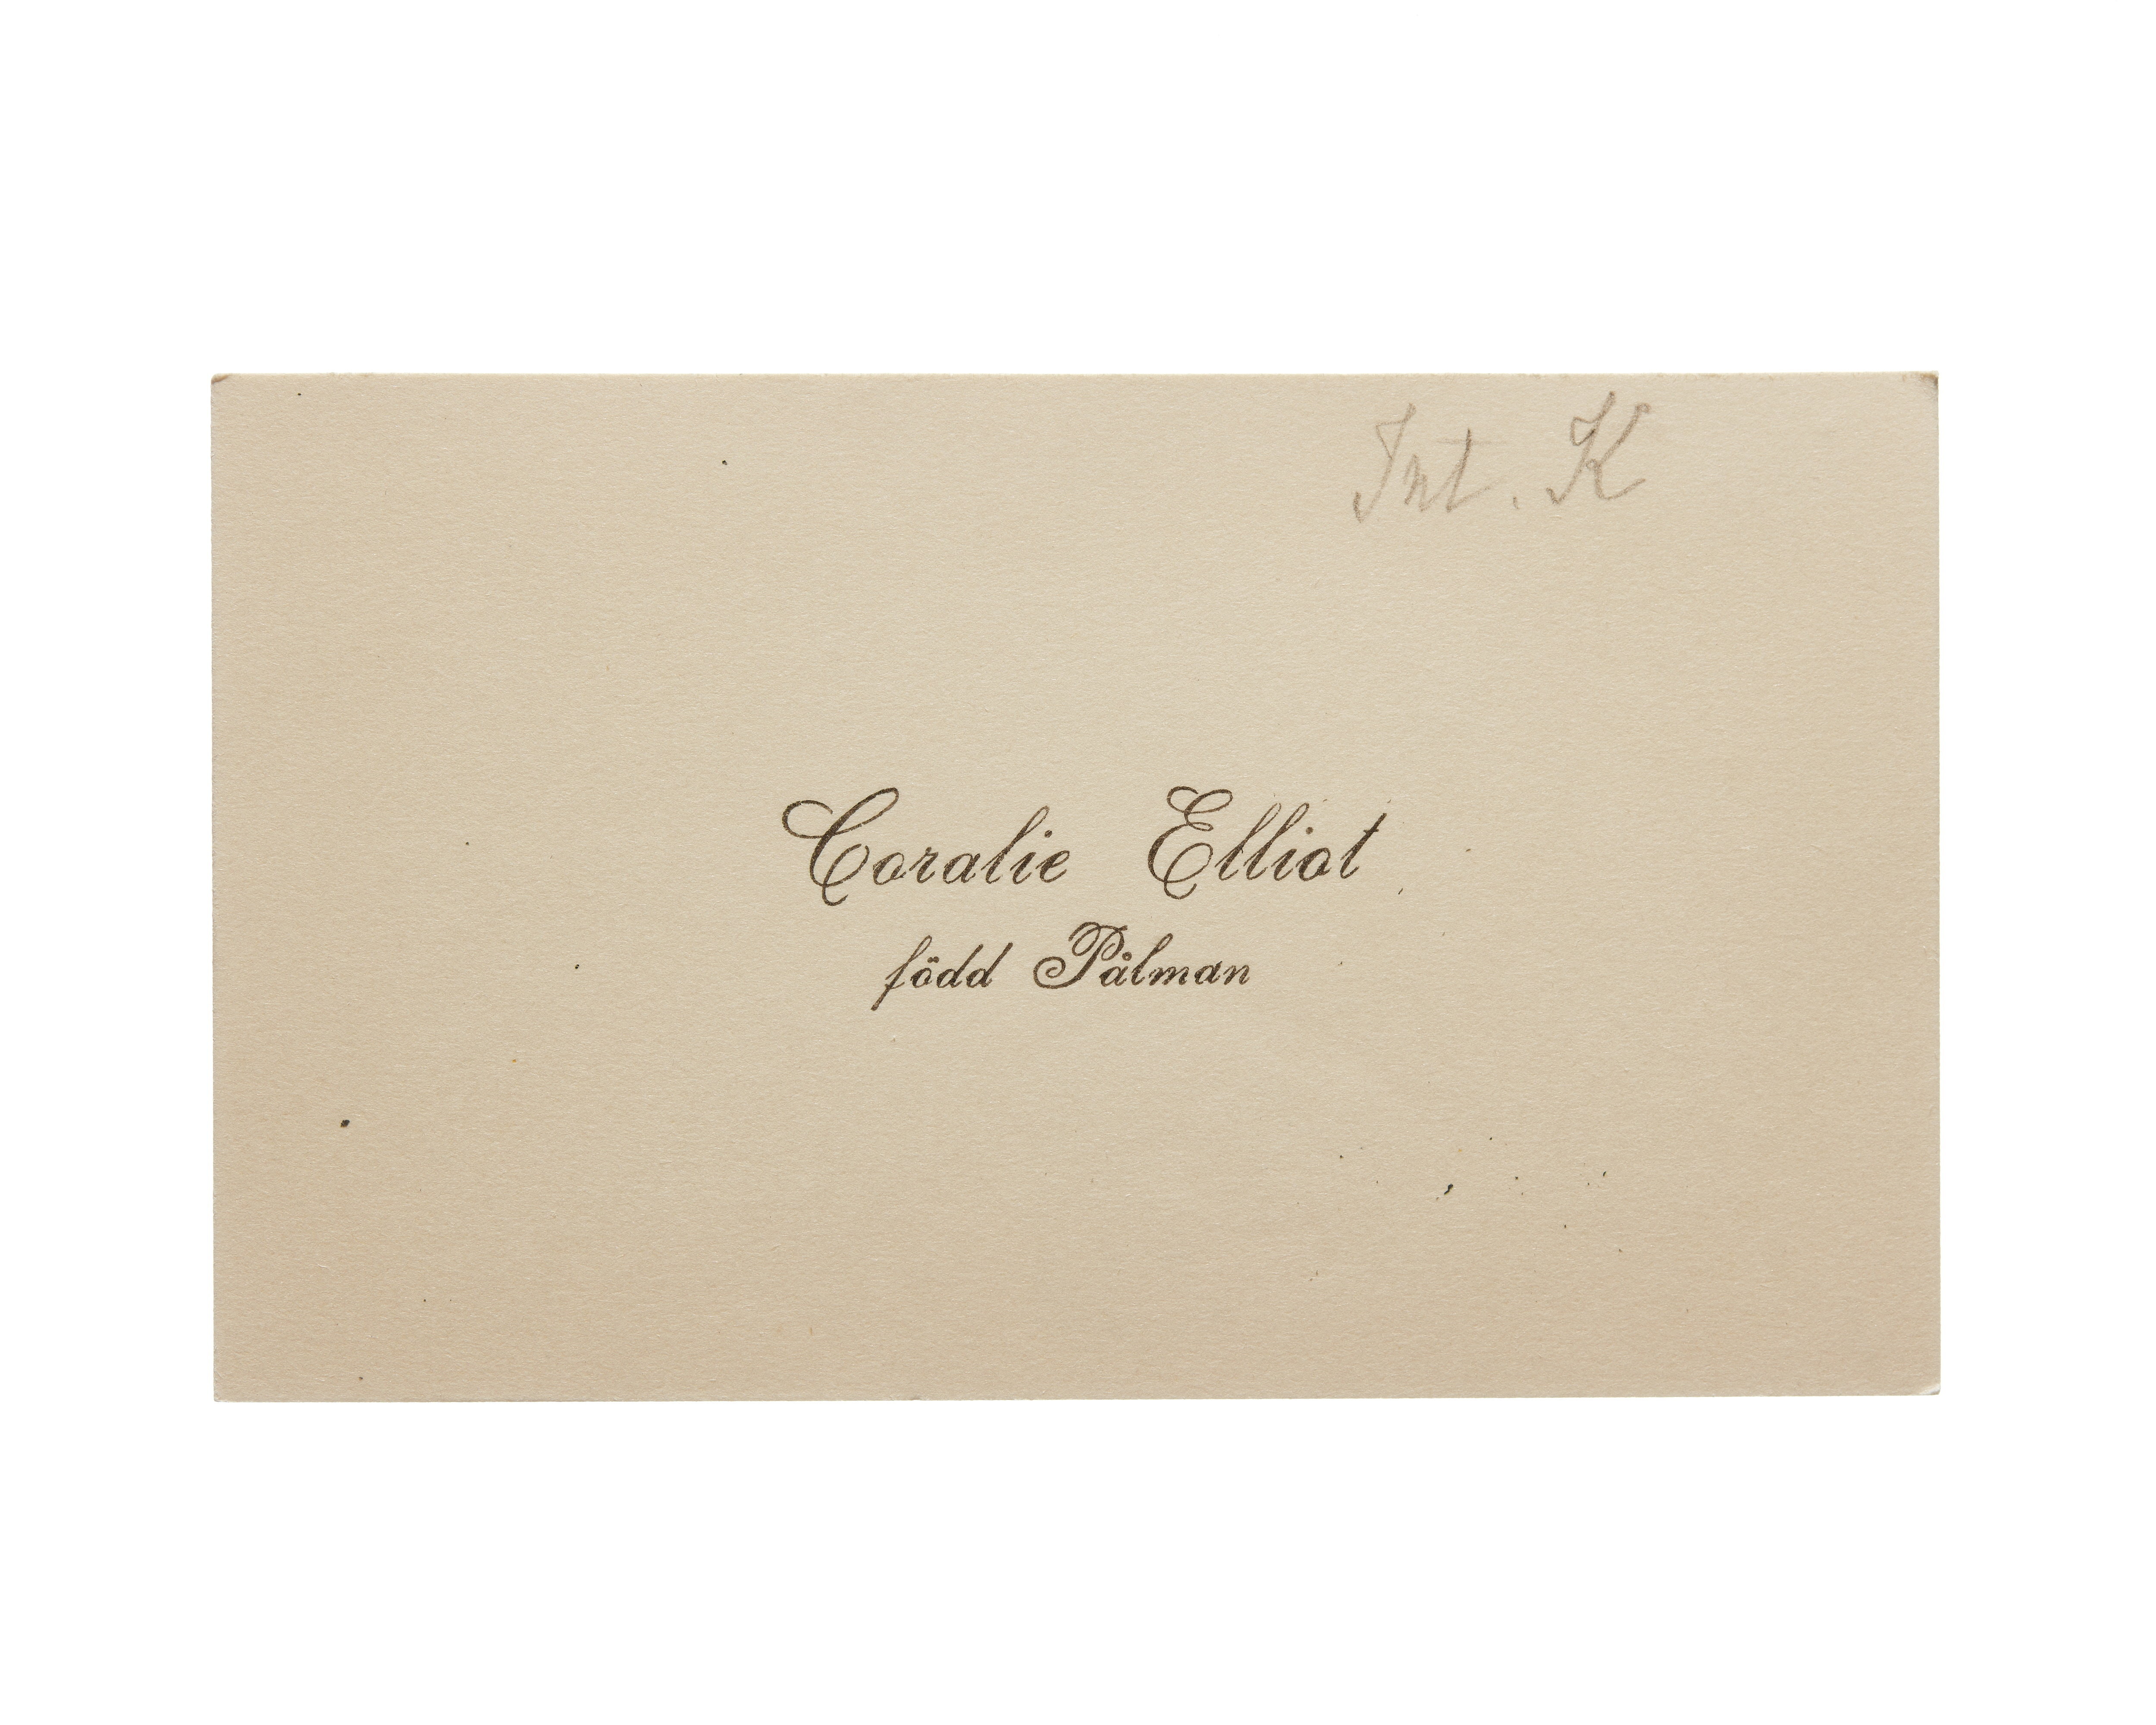 Int. K
Coralie Elliot
född Pålman